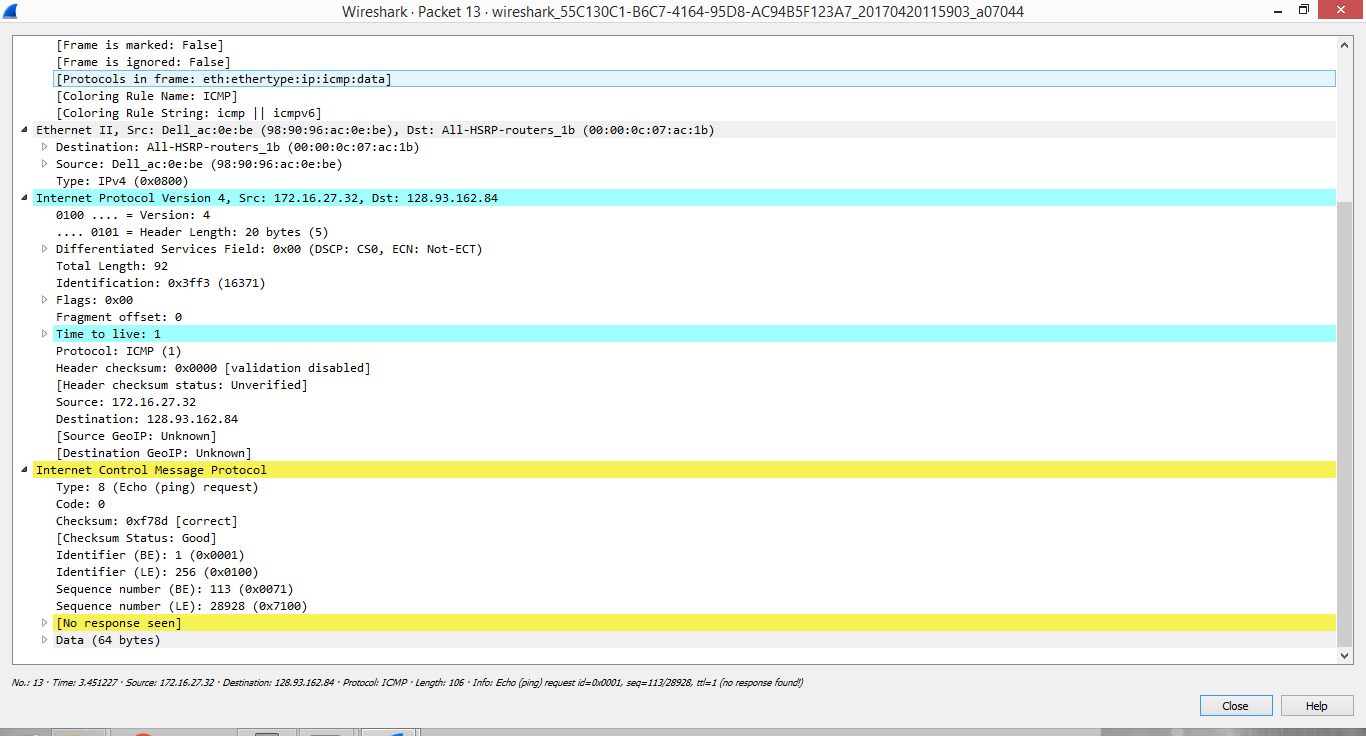 Wireshark · Packet 13 · wireshark_55C130C1-B6C7-4164-95D8-AC94B5F123A7_20170420115903_a07044
[Frame is marked: False]
[Frame is ignored: False]
[Protocols in frame: eth:ethertype:ip:icmp:data]
[Coloring Rule Name: ICMP]
[Coloring Rule String: icmp || icmpv6]
Ethernet II, Src: Dell_ac:0e:be (98:90:96:ac:0e:be), Dst: All-HSRP-routers_1b (00:00:0c:07:ac:1b)
Destination: All-HSRP-routers_1b (00:00:0c:07:ac:1b)
Source: Dell_ac:0e:be (98:90:96:ac:0e:be)
Type: IPv4 (0x0800)
Internet Protocol Version 4, Src: 172.16.27.32, Dst: 128.93.162.84
0100 .... = Version: 4
.... 0101 = Header Length: 20 bytes (5)
Differentiated Services Field: 0x00 (DSCP: CS0, ECN: Not-ECT)
Total Length: 92
Identification: 0x3ff3 (16371)
Flags: 0x00
Fragment offset: 0
Time to live: 1
Protocol: ICMP (1)
Header checksum: 0x0000 [validation disabled]
[Header checksum status: Unverified]
Source: 172.16.27.32
Destination: 128.93.162.84
[Source GeoIP: Unknown]
[Destination GeoIP: Unknown]
Internet Control Message Protocol
Type: 8 (Echo (ping) request)
Code: 0
Checksum: 0xf78d [correct]
[Checksum Status: Good]
Identifier (BE): 1 (0x0001)
Identifier (LE): 256 (0x0100)
Sequence number (BE): 113 (0x0071)
Sequence number (LE): 28928 (0x7100)
[No response seen]
Data (64 bytes)
No.: 13 · Time: 3.451227 · Source: 172.16.27.32 · Destination: 128.93.162.84 · Protocol: ICMP · Length: 106 · Info: Echo (ping) request id=0x0001, seq=113/28928, ttl=1 (no response found!)
Close
Help